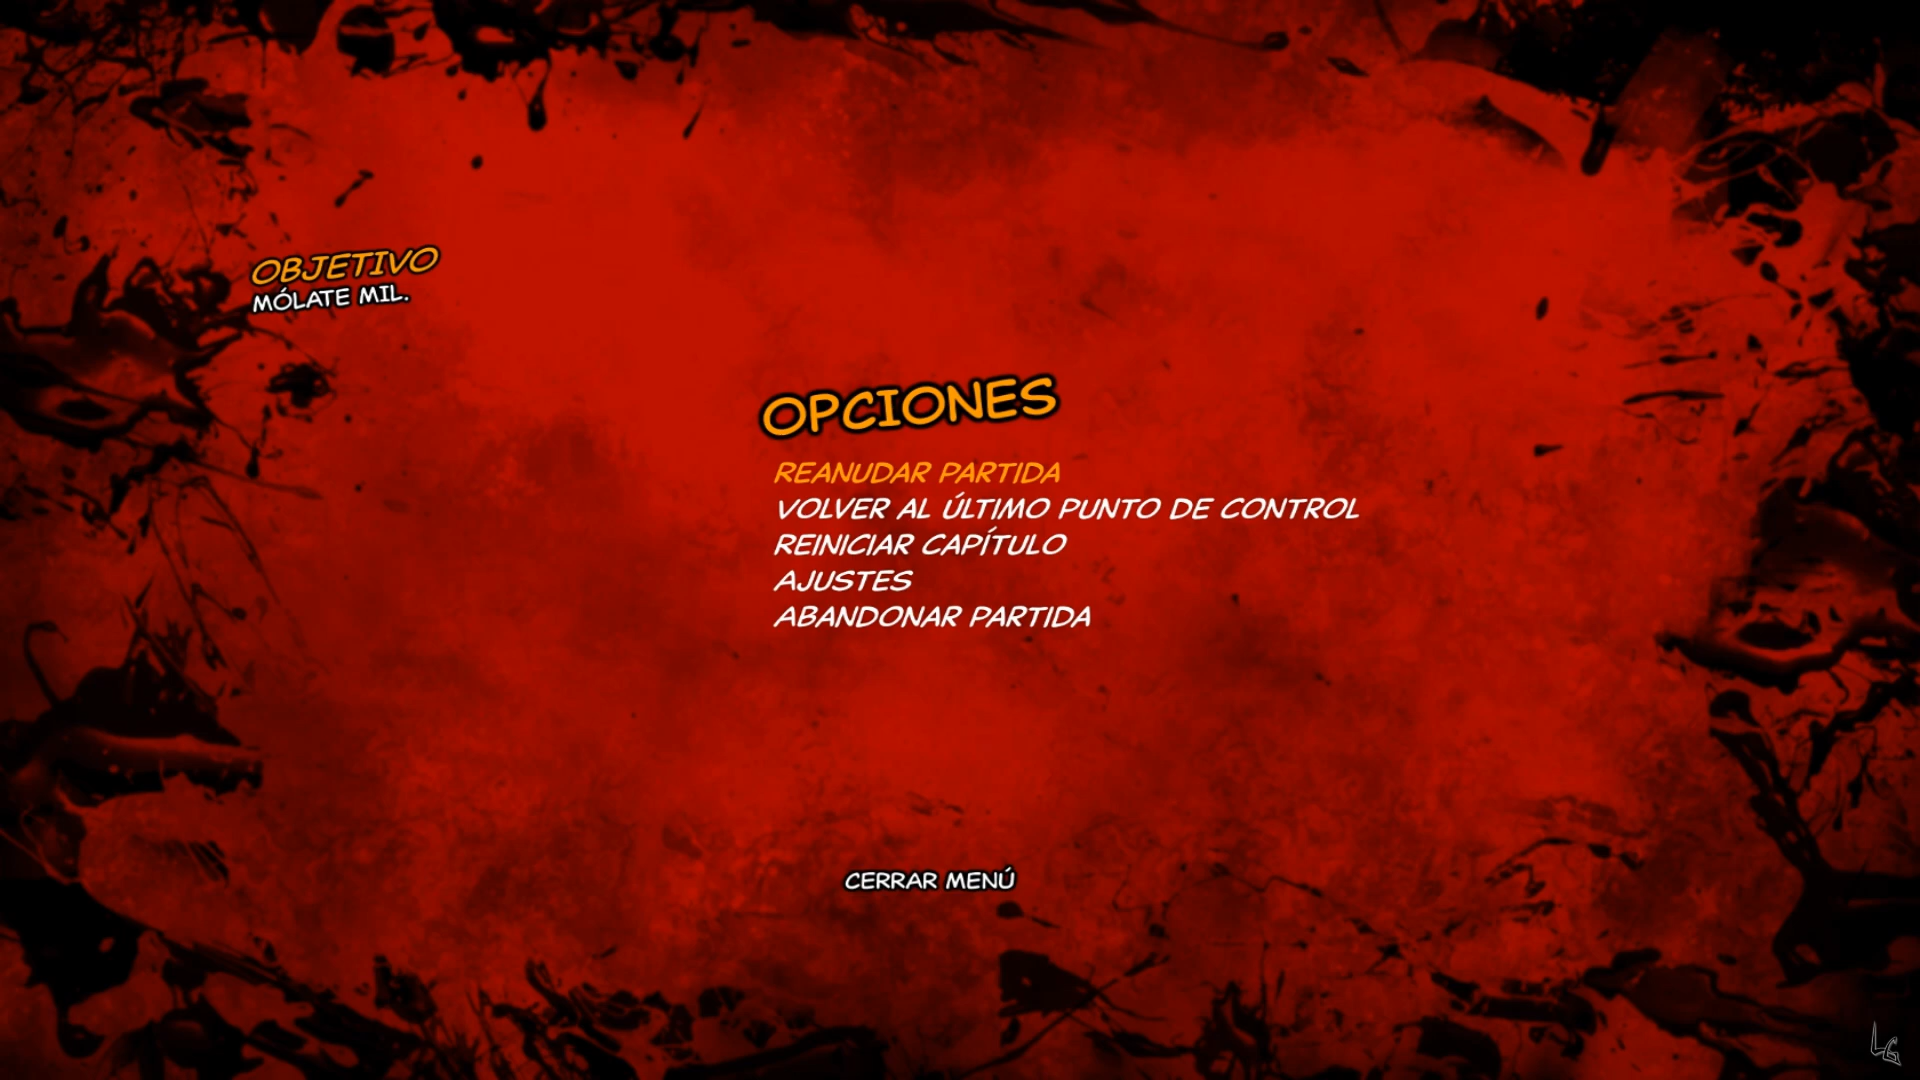 OBJETIVO
MÓLATE MIL.
OPCIONES
REANUDAR PARTIDA
VOLVER AL ÚLTIMO PUNTO DE CONTROL
REINICIAR CAPÍTULO
AJUSTES
ABANDONAR PARTIDA
CERRAR MENÚ
LG